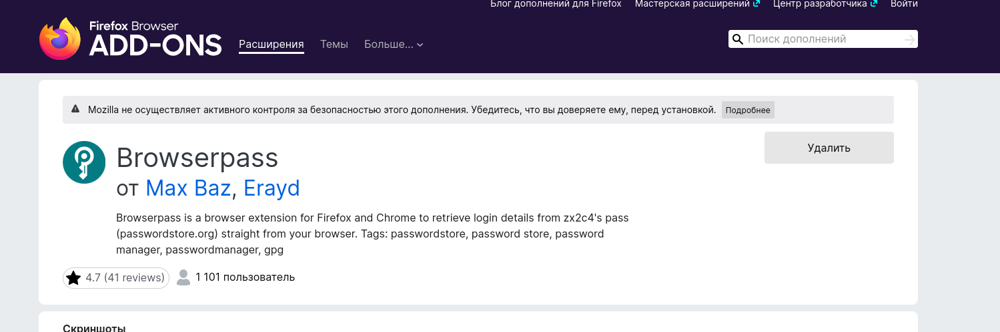 Блог дополнений для Firefox Мастерская расширений Центр разработчика Войти
Firefox Browser
ADD-ONS
Расширения Темы Больше... Поиск дополнений
Mozilla не осуществляет активного контроля за безопасностью этого дополнения. Убедитесь, что вы доверяете ему, перед установкой. Подробнее
Удалить
Browserpass
от Max Baz, Erayd
Browserpass is a browser extension for Firefox and Chrome to retrieve login details from zx2c4's pass
(passwordstore.org) straight from your browser. Tags: passwordstore, password store, password
manager, passwordmanager, gpg
4.7 (41 reviews) 1 101 пользователь
Скриншоты